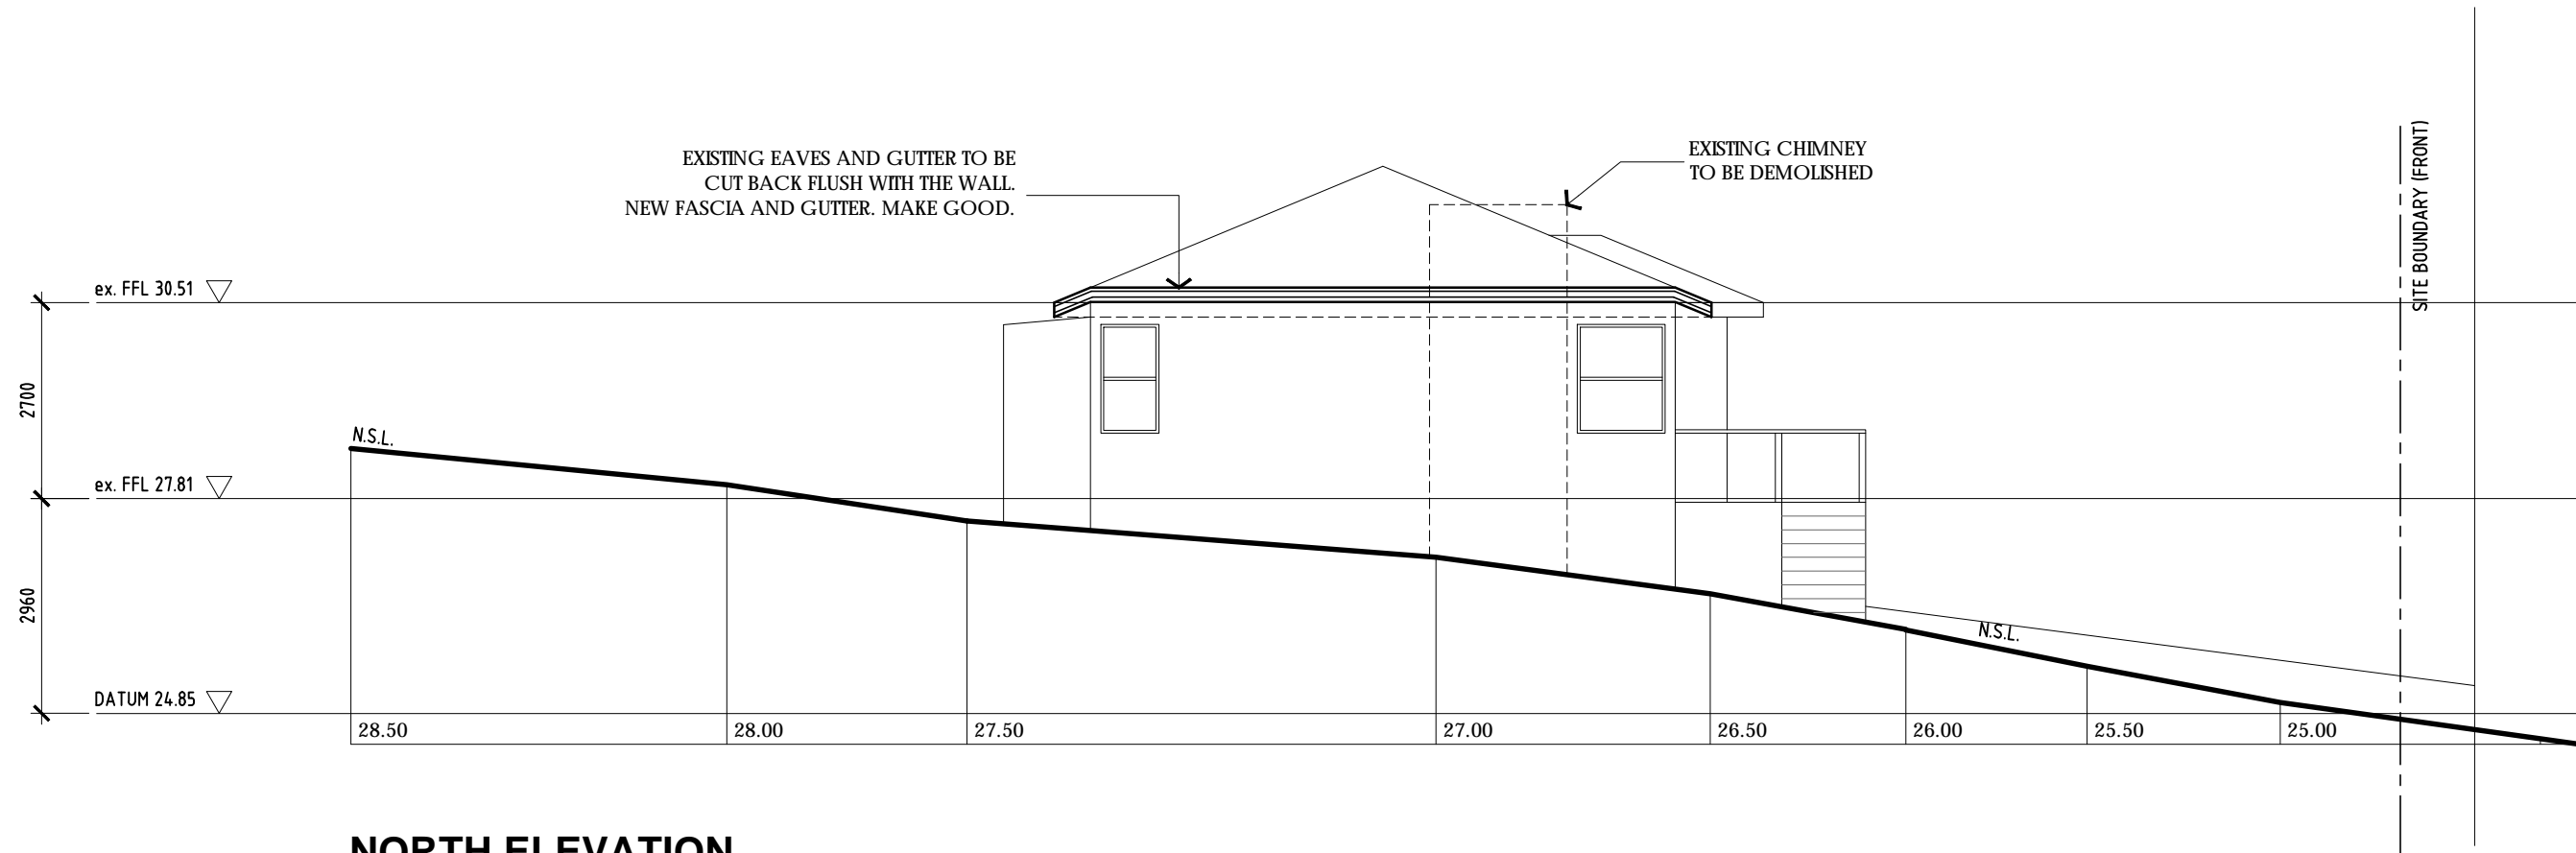 EXISTING EAVES AND GUTTER TO BE
CUT BACK FLUSH WITH THE WALL.
NEW FASCIA AND GUTTER. MAKE GOOD.
EXISTING CHIMNEY
TO BE DEMOLISHED
SITE BOUNDARY (FRONT)
ex. FFL 30.51
2700
N.S.L.
ex. FFL 27.81
2960
N.S.L.
DATUM 24.85
28.50
28.00
27.50
27.00
26.50
26.00
25.50
25.00
NORTH ELEVATION